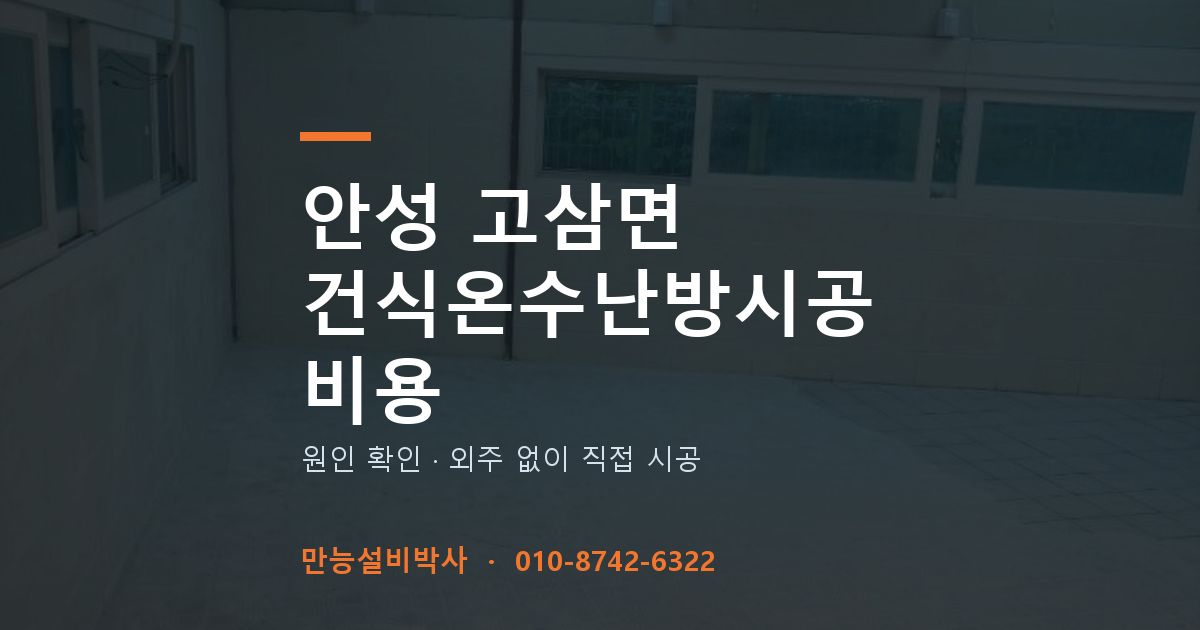 안성 고삼면
건식온수난방시공
비용
원인 확인 · 외주 없이 직접 시공
만능설비박사 · 010-8742-6322